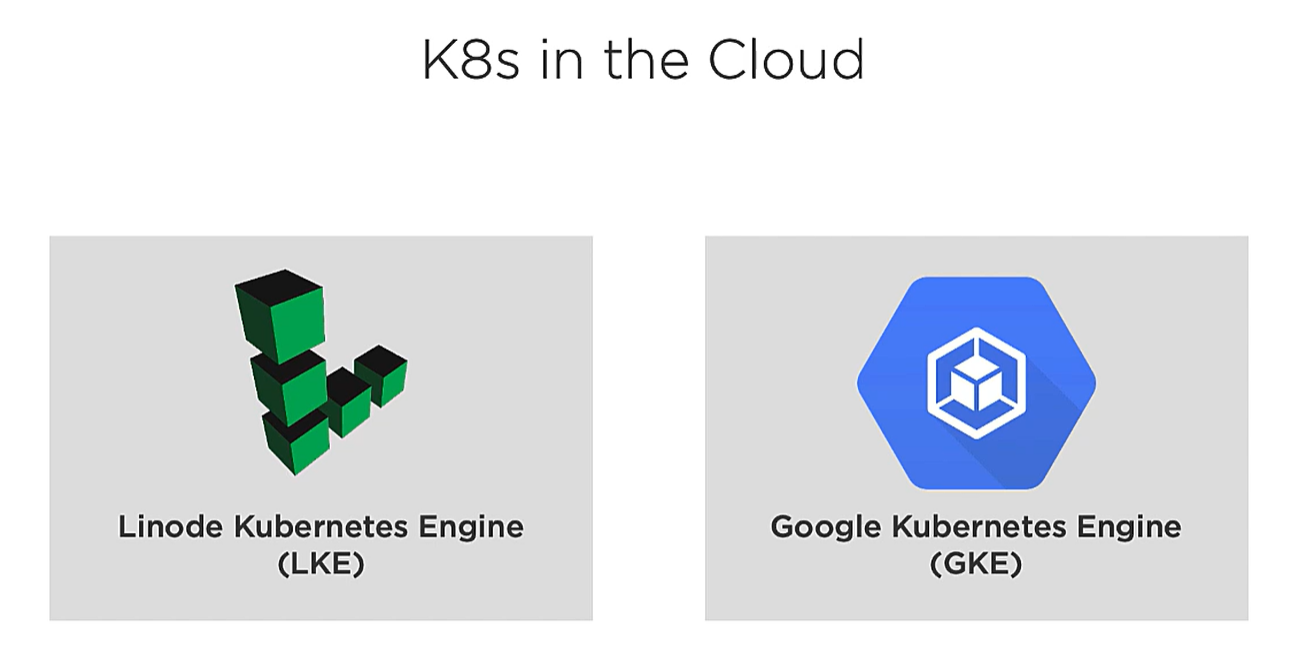 K8s in the Cloud
Linode Kubernetes Engine
(LKE)
Google Kubernetes Engine
(GKE)